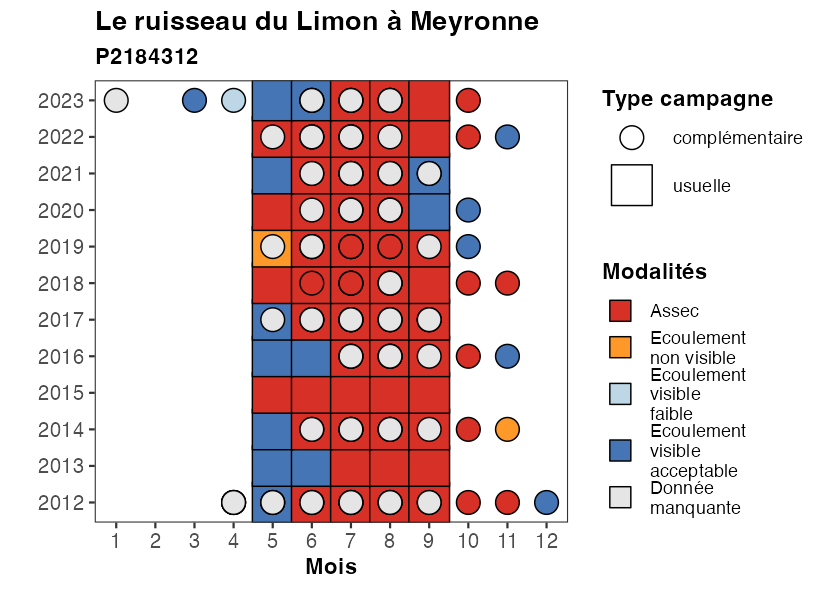 Le ruisseau du Limon à Meyronne
P2184312
2023
2022
2021
2020
2019
2018
2017
2016
2015
2014
2013
2012
1 2 3 4 5 6 7 8 9 10 11 12
Mois
Type campagne
complémentaire
usuelle
Modalités
Assec
Ecoulement
non visible
Ecoulement
visible
faible
Ecoulement
visible
acceptable
Donnée
manquante